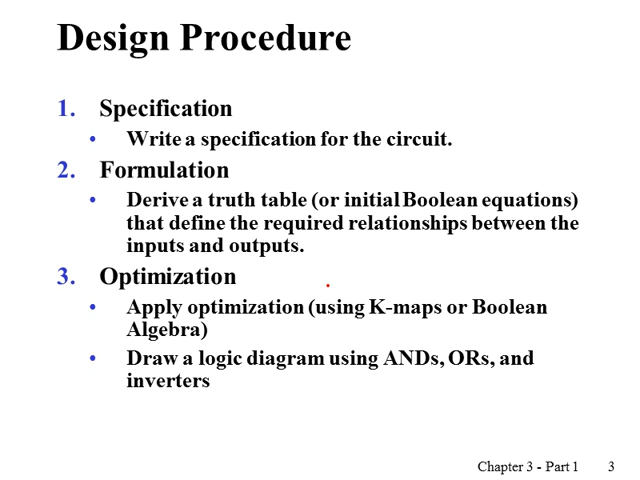 Design Procedure
1. Specification
• Write a specification for the circuit.
2. Formulation
• Derive a truth table (or initial Boolean equations)
that define the required relationships between the
inputs and outputs.
3. Optimization
• Apply optimization (using K-maps or Boolean
Algebra)
• Draw a logic diagram using ANDs, ORs, and
inverters
Chapter 3 - Part 1 3